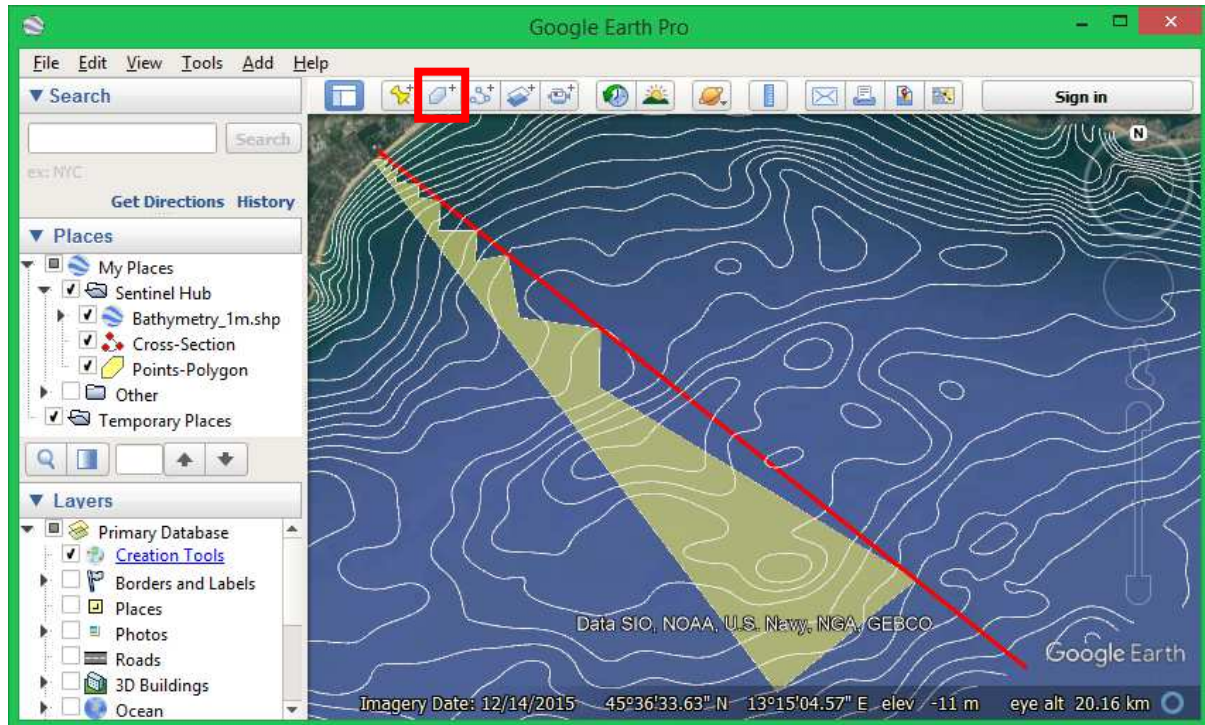 Google Earth Pro
File Edit View Tools Add Help
Search
Sign in
Search
ex: NYC
Get Directions History
Places
My Places
Sentinel Hub
Bathymetry_1m.shp
Cross-Section
Points-Polygon
Other
Temporary Places
Layers
Primary Database
Creation Tools
Borders and Labels
Places
Photos
Roads
3D Buildings
Ocean
N
Data SIO, NOAA, U.S. Navy, NGA, GEBCO
Google Earth
Imagery Date: 12/14/2015 45°36'33.63" N 13°15'04.57" E elev -11 m eye alt 20.16 km